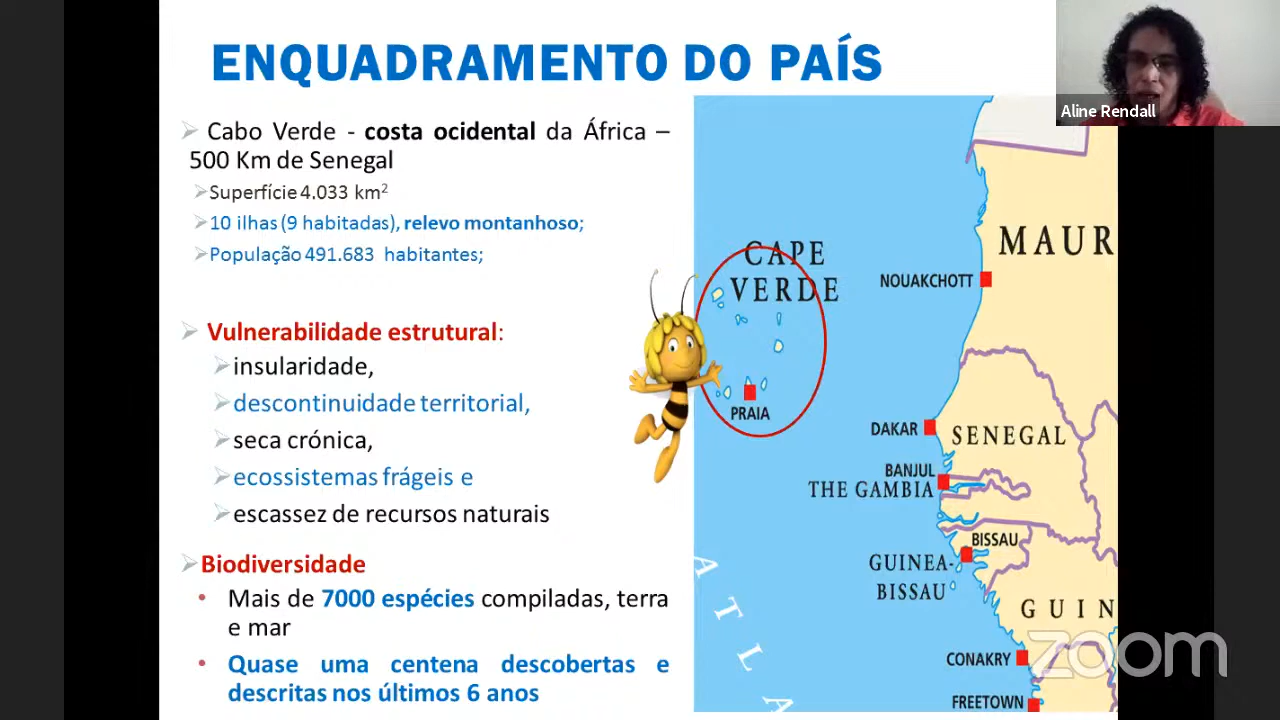 ENQUADRAMENTO DO PAÍS
Aline Rendall
➢ Cabo Verde - costa ocidental da África –
500 Km de Senegal
➢Superfície 4.033 km²
➢10 ilhas (9 habitadas), relevo montanhoso;
➢População 491.683 habitantes;
➢ Vulnerabilidade estrutural:
➢insularidade,
➢descontinuidade territorial,
➢seca crónica,
➢ecossistemas frágeis e
➢escassez de recursos naturais
➢Biodiversidade
• Mais de 7000 espécies compiladas, terra
e mar
• Quase uma centena descobertas e
descritas nos últimos 6 anos
CAPE
VERDE
PRAIA
MAUR
NOUAKCHOTT
DAKAR
SENEGAL
BANJUL
THE GAMBIA
BISSAU
GUINEA-
BISSAU
GUIN
CONAKRY
FREETOWN
ATLA
zoom